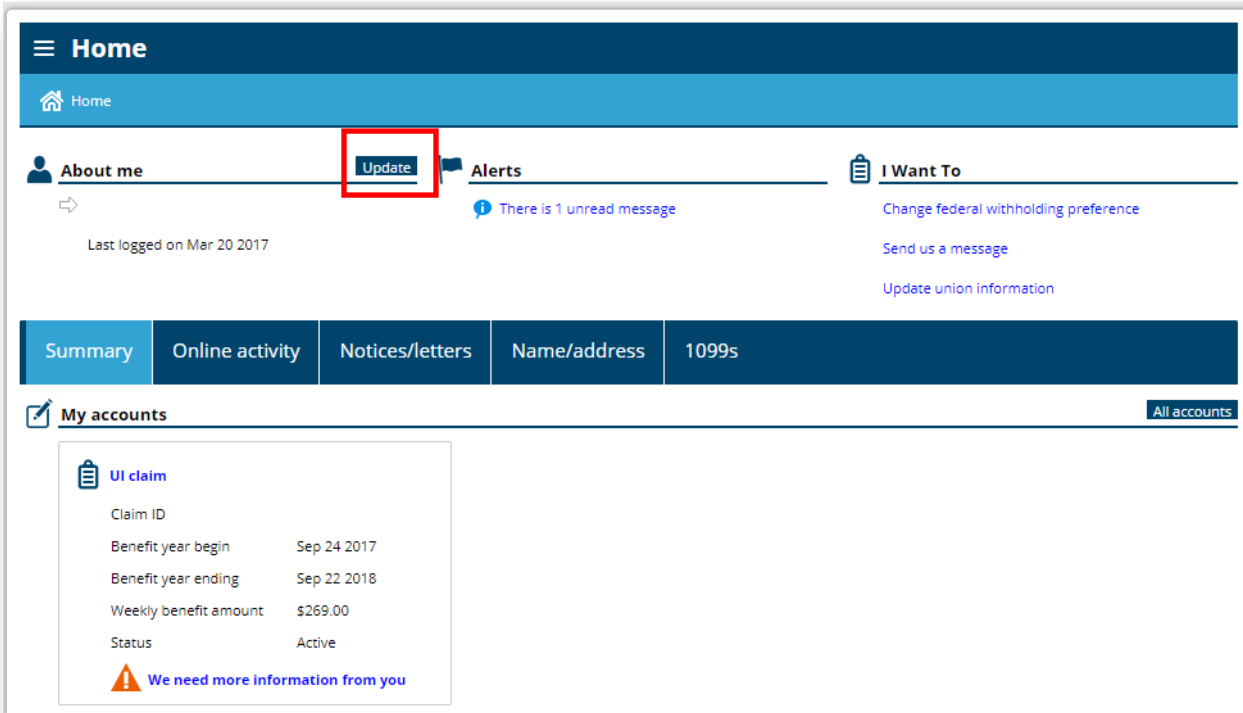 Home
Home
About me
Update
Last logged on Mar 20 2017
Alerts
There is 1 unread message
I Want To
Change federal withholding preference
Send us a message
Update union information
Summary Online activity Notices/letters Name/address 1099s
My accounts
All accounts
UI claim
Claim ID
Benefit year begin Sep 24 2017
Benefit year ending Sep 22 2018
Weekly benefit amount $269.00
Status Active
We need more information from you